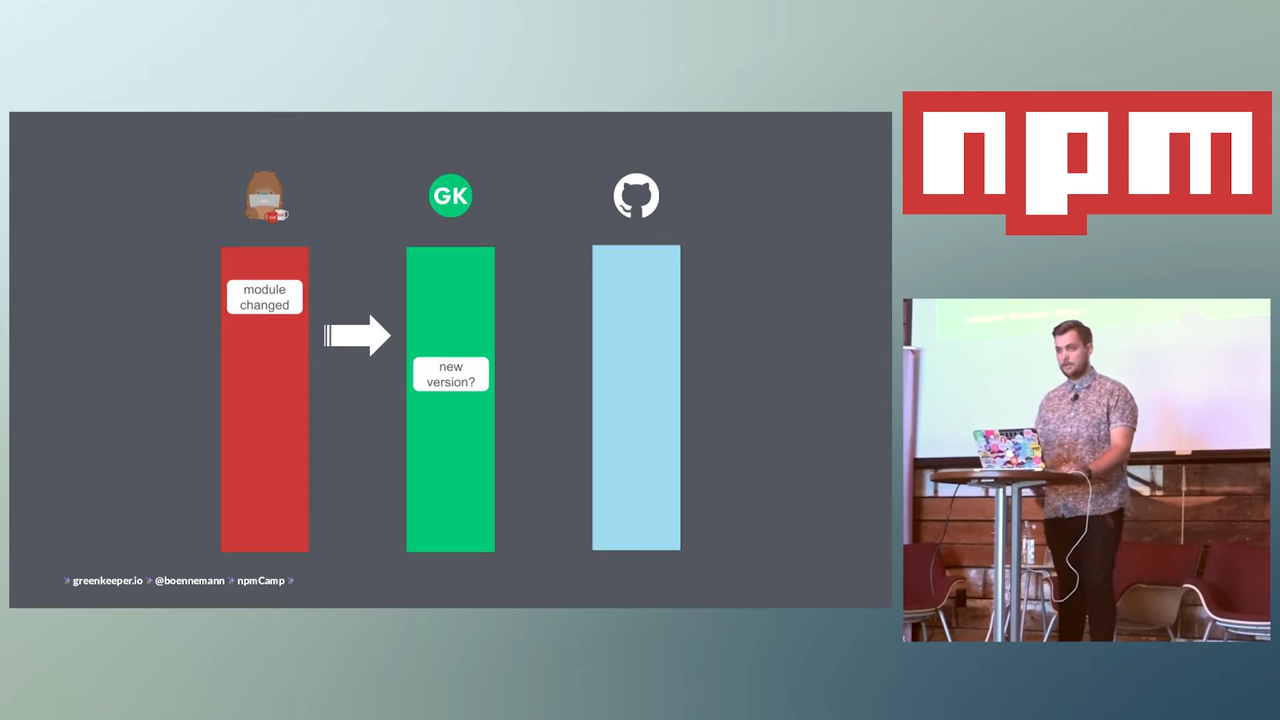 npm
GK
module
changed
new
version?
✨ greenkeeper.io ✨ @boennemann ✨ npmCamp ✨